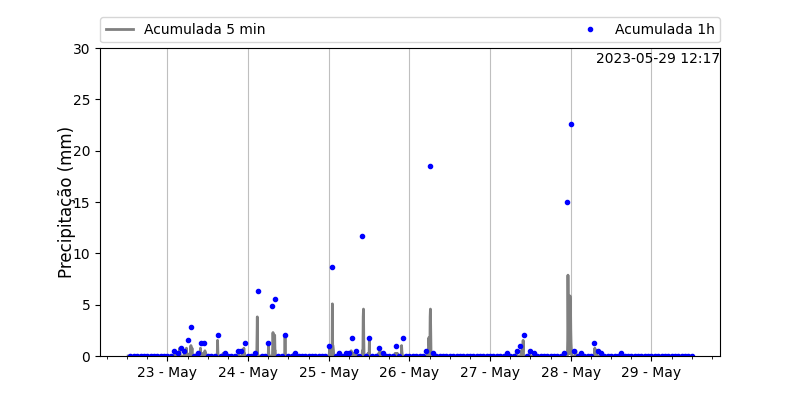 Acumulada 5 min
Acumulada 1h
2023-05-29 12:17
Precipitação (mm)
30
25
20
15
10
5
0
23 - May
24 - May
25 - May
26 - May
27 - May
28 - May
29 - May